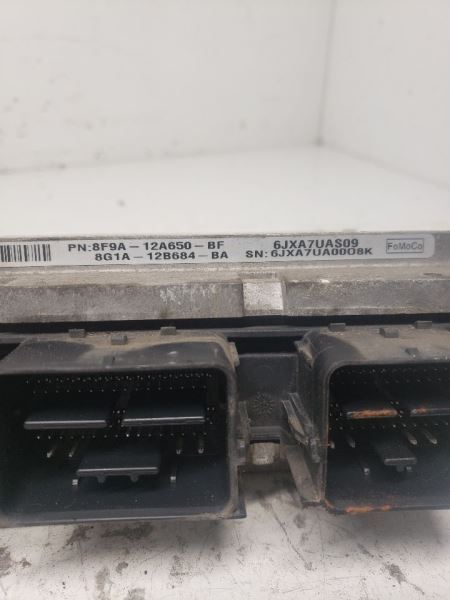 PN:8F9A - 12A650 - BF 6JXA7UAS09
8G1A - 12B684 - BA SN:6JXA7UA0008K
FoMoCo